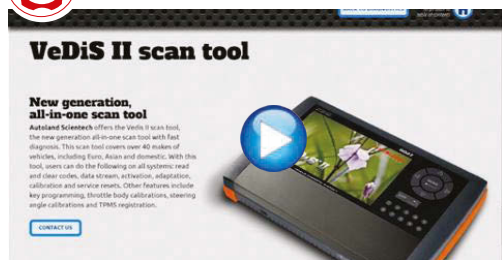 VeDiS II scan tool
New generation,
all-in-one scan tool
Autoland Scientech offers the Vedis II scan tool,
the new generation all-in-one scan tool with fast
diagnosis. This scan tool covers over 40 makes of
vehicles, including Euro, Asian and domestic. With this
tool, users can do the following on all systems: read
and clear codes, data stream, activation, adaptation,
calibration and service resets. Other features include
key programming, throttle body calibrations, steering
angle calibrations and TPMS registration.
CONTACT US